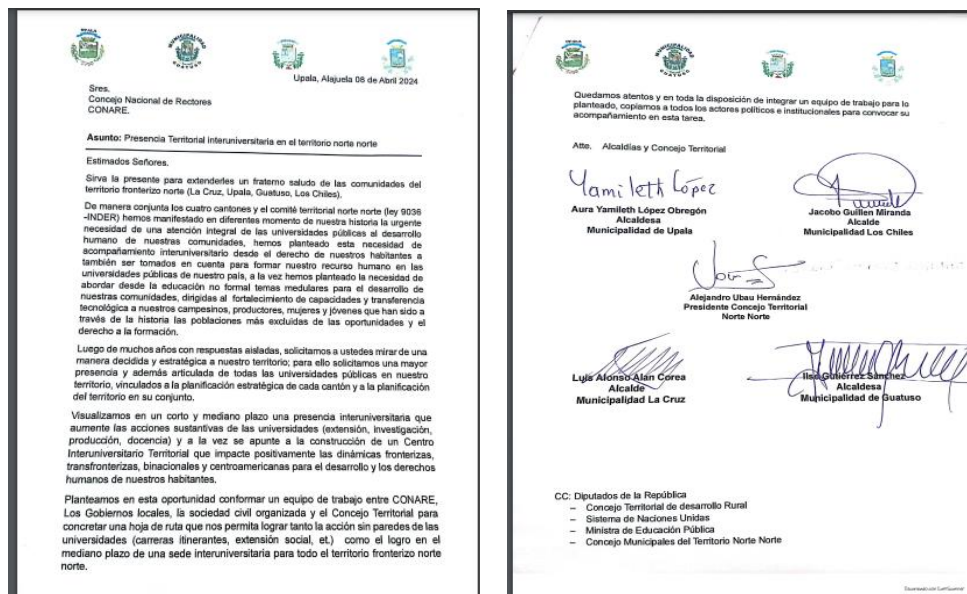 Upala, Alajuela 08 de Abril 2024
Sres.
Concejo Nacional de Rectores
CONARE.
Asunto: Presencia Territorial interuniversitaria en el territorio norte norte
Estimados Señores.
Sirva la presente para extenderles un fraterno saludo de las comunidades del
territorio fronterizo norte (La Cruz, Upala, Guatuso, Los Chiles).
De manera conjunta los cuatro cantones y el comité territorial norte norte (ley 9036
-INDER) hemos manifestado en diferentes momento de nuestra historia la urgente
necesidad de una atención integral de las universidades públicas al desarrollo
humano de nuestras comunidades, hemos planteado esta necesidad de
acompañamiento interuniversitario desde el derecho de nuestros habitantes a
también ser tomados en cuenta para formar nuestro recurso humano en las
universidades públicas de nuestro país, a la vez hemos planteado la necesidad de
abordar desde la educación no formal temas modulares para el desarrollo de
nuestras comunidades, dirigidas al fortalecimiento de capacidades y transferencia
tecnológica a nuestros campesinos, productores, mujeres y jóvenes que han sido a
través de la historia las poblaciones más excluidas de las oportunidades y el
derecho a la formación.
Luego de muchos años con respuestas aisladas, solicitamos a ustedes mirar de una
manera decidida y estratégica a nuestro territorio; para ello solicitamos una mayor
presencia y además articulada de todas las universidades públicas en nuestro
territorio, vinculados a la planificación estratégica de cada cantón y a la planificación
del territorio en su conjunto.
Visualizamos en un corto y mediano plazo una presencia interuniversitaria que
aumente las acciones sustantivas de las universidades (extensión, investigación,
producción, docencia) y a la vez se apunte a la construcción de un Centro
Interuniversitario Territorial que impacte positivamente las dinámicas fronterizas,
transfronterizas, binacionales y centroamericanas para el desarrollo y los derechos
humanos de nuestros habitantes.
Planteamos en esta oportunidad conformar un equipo de trabajo entre CONARE,
Los Gobiernos locales, la sociedad civil organizada y el Concejo Territorial para
concretar una hoja de ruta que nos permita lograr tanto la acción sin paredes de las
universidades (carreras itinerantes, extensión social, et.) como el logro en el
mediano plazo de una sede interuniversitaria para todo el territorio fronterizo norte
norte.
Quedamos atentos y en toda la disposición de integrar un equipo de trabajo para lo
planteado, copiamos a todos los actores políticos e institucionales para convocar su
acompañamiento en esta tarea.
Atte. Alcaldías y Concejo Territorial
Yamileth López
Aura Yamileth López Obregón
Alcaldesa
Municipalidad de Upala
Jacobo Guillen Miranda
Alcalde
Municipalidad Los Chiles
Alejandro Ubau Hernández
Presidente Concejo Territorial
Norte Norte
Luis Alonso Alan Corea
Alcalde
Municipalidad La Cruz
Ilse Gutierrez Sánchez
Alcaldesa
Municipalidad de Guatuso
CC: Diputados de la República
– Concejo Territorial de desarrollo Rural
– Sistema de Naciones Unidas
– Ministra de Educación Pública
– Concejo Municipales del Territorio Norte Norte